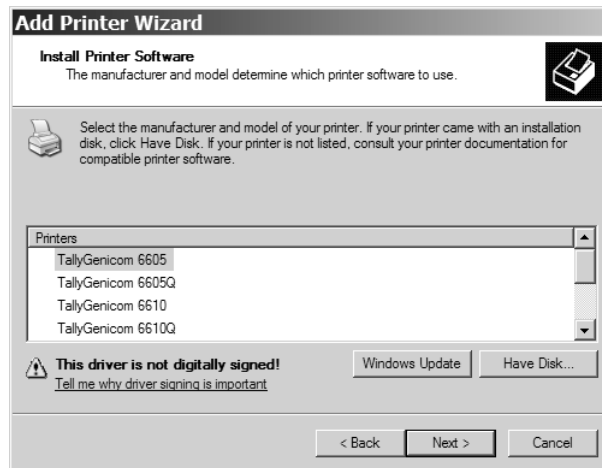 Add Printer Wizard
Install Printer Software
The manufacturer and model determine which printer software to use.
Select the manufacturer and model of your printer. If your printer came with an installation
disk, click Have Disk. If your printer is not listed, consult your printer documentation for
compatible printer software.
Printers
TallyGenicom 6605
TallyGenicom 6605Q
TallyGenicom 6610
TallyGenicom 6610Q
This driver is not digitally signed!
Tell me why driver signing is important
Windows Update
Have Disk...
< Back
Next >
Cancel